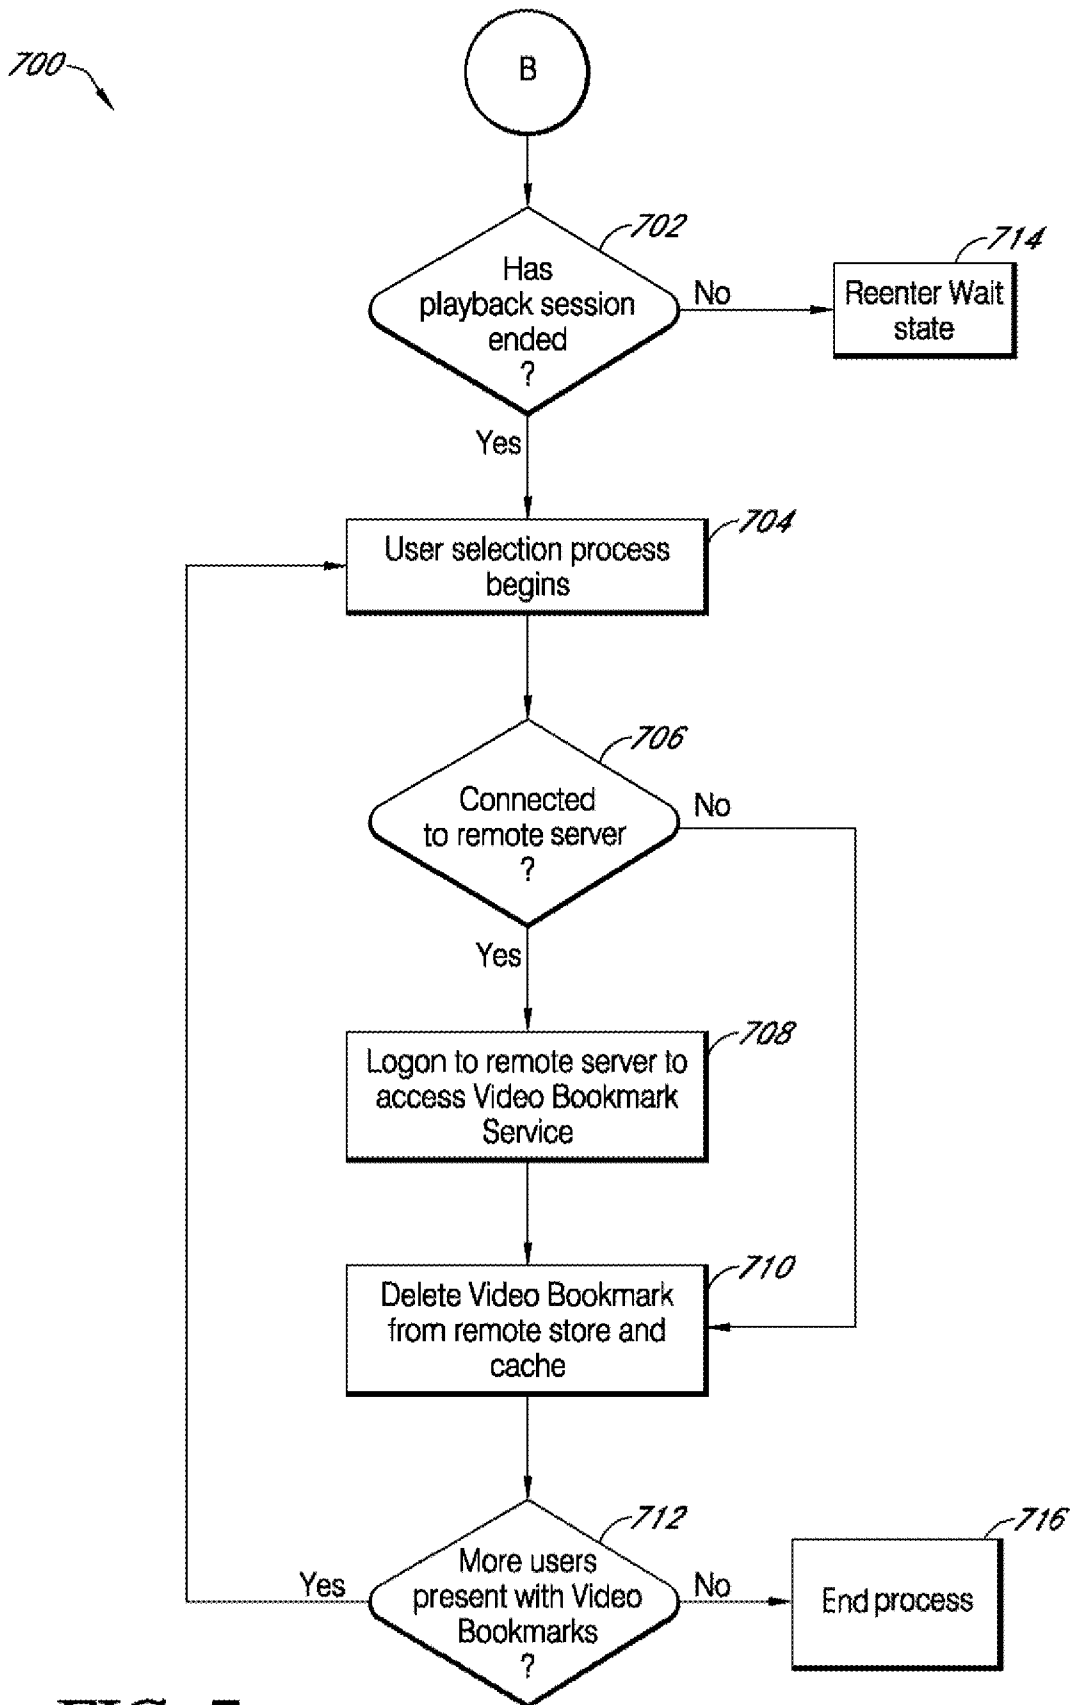 700
B
702
Has
playback session
ended
?
No
714
Reenter Wait
state
Yes
704
User selection process
begins
706
Connected
to remote server
?
No
Yes
708
Logon to remote server to
access Video Bookmark
Service
710
Delete Video Bookmark
from remote store and
cache
712
More users
present with Video
Bookmarks
?
Yes
No
716
End process